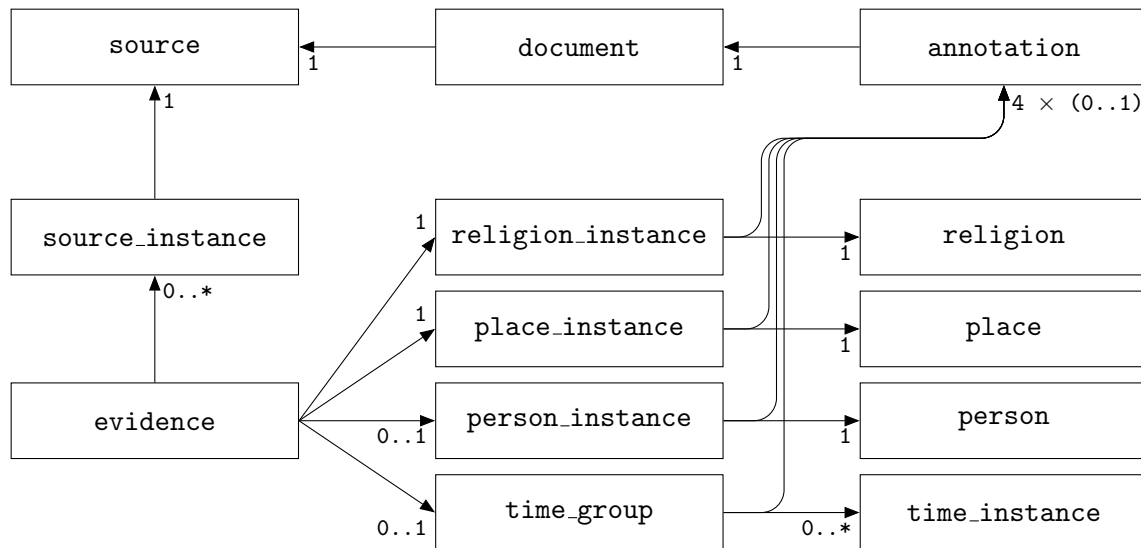 source
document
annotation
1
1
1
4 × (0..1)
source_instance
1
religion_instance
religion
1
0..*
1
place_instance
place
1
evidence
person_instance
person
0..1
1
time_group
time_instance
0..1
0..*